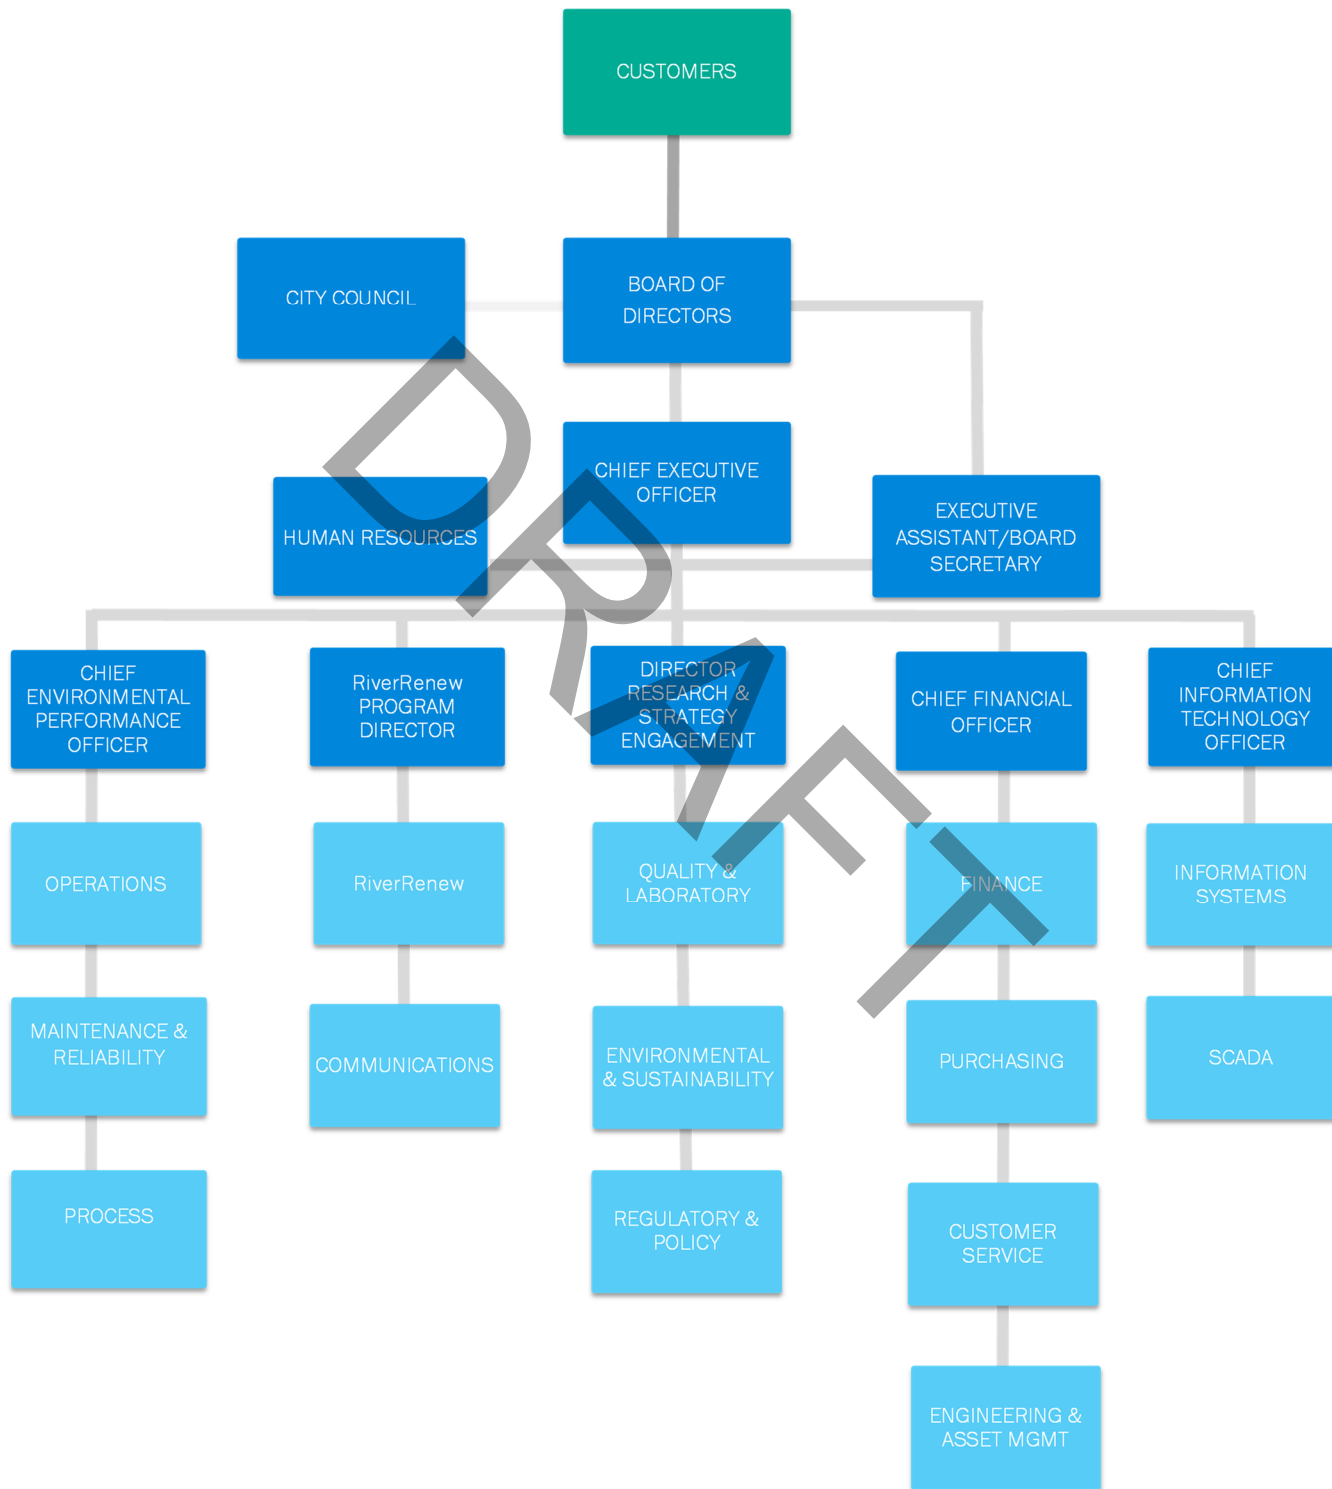 CUSTOMERS
CITY COUNCIL
BOARD OF
DIRECTORS
CHIEF EXECUTIVE
OFFICER
HUMAN RESOURCES
EXECUTIVE
ASSISTANT/BOARD
SECRETARY
CHIEF
ENVIRONMENTAL
PERFORMANCE
OFFICER
RiverRenew
PROGRAM
DIRECTOR
DIRECTOR
RESEARCH &
STRATEGY
ENGAGEMENT
CHIEF FINANCIAL
OFFICER
CHIEF
INFORMATION
TECHNOLOGY
OFFICER
OPERATIONS
RiverRenew
QUALITY &
LABORATORY
FINANCE
INFORMATION
SYSTEMS
MAINTENANCE &
RELIABILITY
COMMUNICATIONS
ENVIRONMENTAL
& SUSTAINABILITY
PURCHASING
SCADA
PROCESS
REGULATORY &
POLICY
CUSTOMER
SERVICE
ENGINEERING &
ASSET MGMT
DRAFT